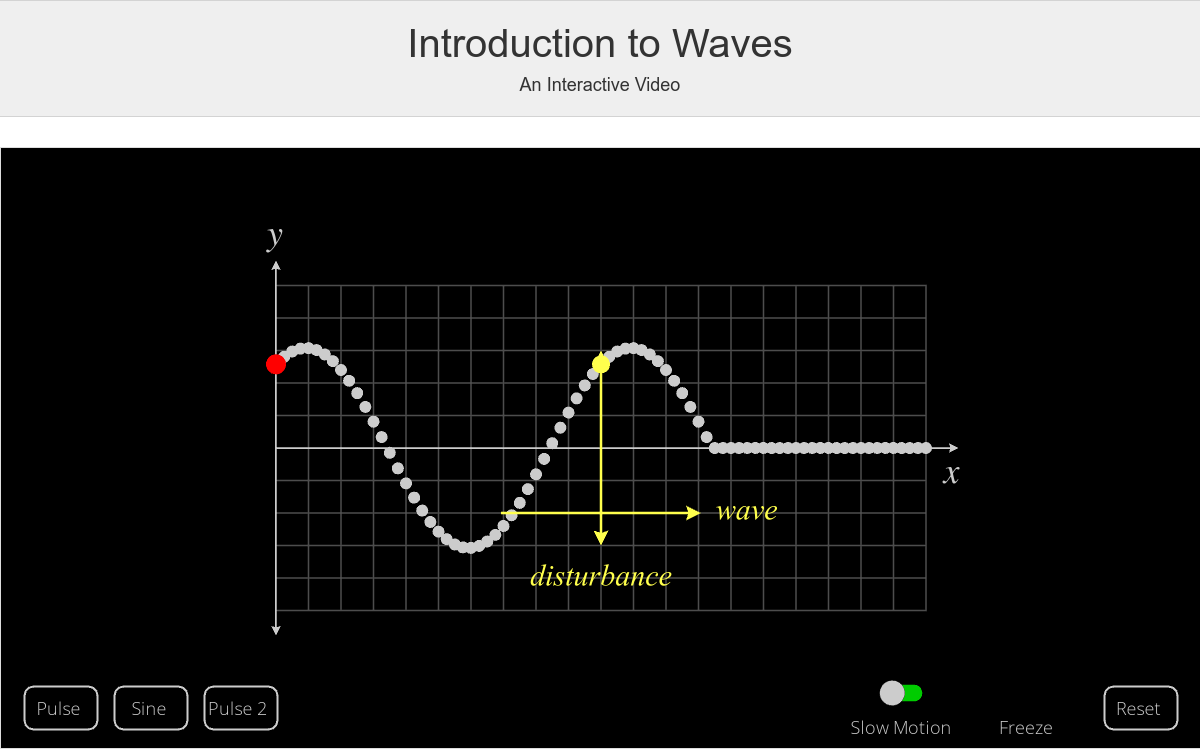 Introduction to Waves
An Interactive Video
y
x
wave
disturbance
Pulse
Sine
Pulse 2
Slow Motion
Freeze
Reset